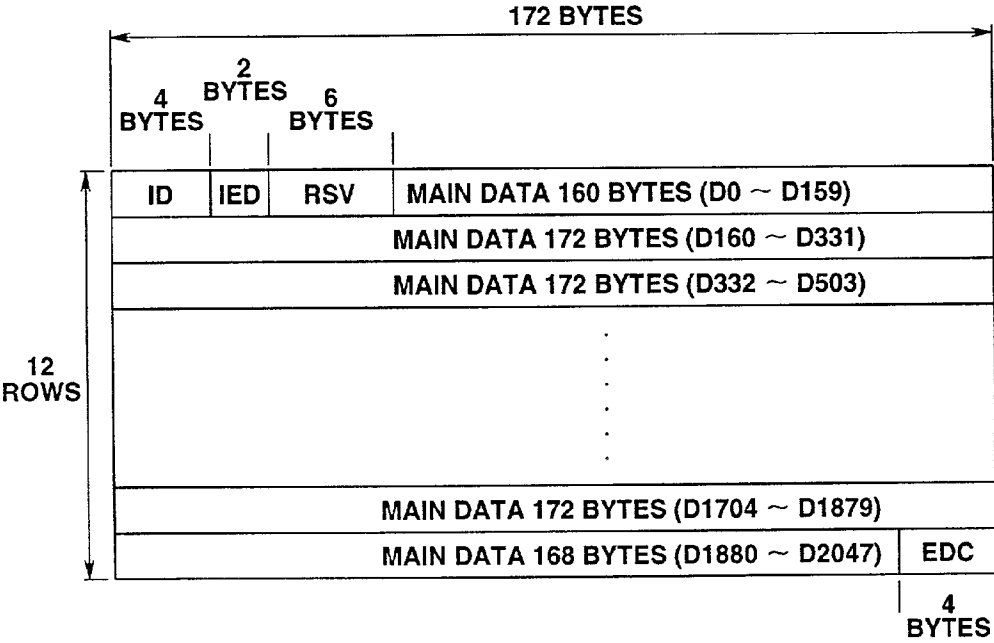 172 BYTES
2
BYTES
4
BYTES
6
BYTES
ID IED RSV MAIN DATA 160 BYTES (D0 ~ D159)
MAIN DATA 172 BYTES (D160 ~ D331)
MAIN DATA 172 BYTES (D332 ~ D503)
12
ROWS
MAIN DATA 172 BYTES (D1704 ~ D1879)
MAIN DATA 168 BYTES (D1880 ~ D2047) EDC
4
BYTES